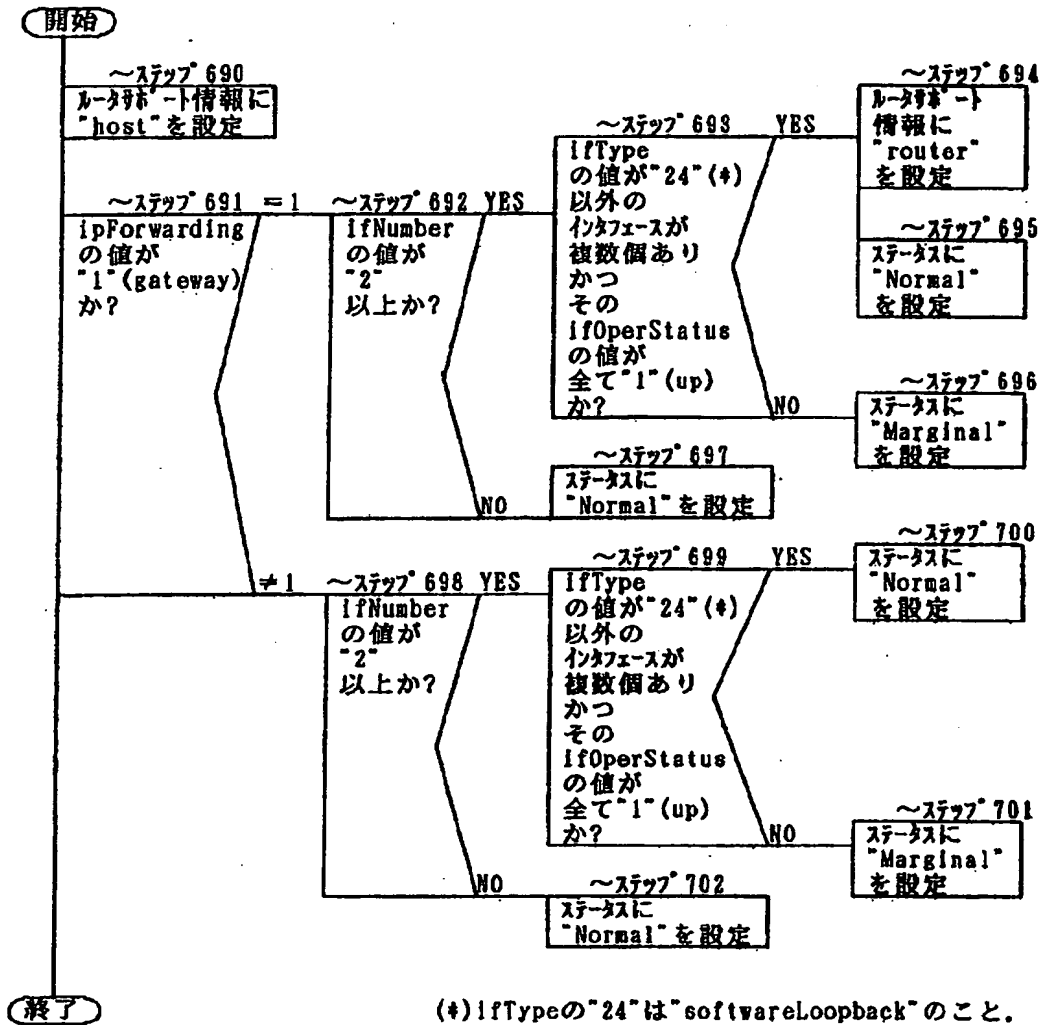 開始
～ステップ690
ルータサポート情報に
"host"を設定
～ステップ691 =1
ipForwarding
の値が
"1"(gateway)
か?
～ステップ692 YES
ifNumber
の値が
"2"
以上か?
～ステップ693 YES
ifType
の値が"24"(*)
以外の
インタフェースが
複数個あり
かつ
その
ifOperStatus
の値が
全て"1"(up)
か?
～ステップ694
ルータサポート
情報に
"router"
を設定
～ステップ695
ステータスに
"Normal"
を設定
NO
～ステップ696
ステータスに
"Marginal"
を設定
NO
～ステップ697
ステータスに
"Normal"を設定
≠1
～ステップ698 YES
ifNumber
の値が
"2"
以上か?
～ステップ699 YES
ifType
の値が"24"(*)
以外の
インタフェースが
複数個あり
かつ
その
ifOperStatus
の値が
全て"1"(up)
か?
～ステップ700
ステータスに
"Normal"
を設定
NO
～ステップ701
ステータスに
"Marginal"
を設定
NO
～ステップ702
ステータスに
"Normal"を設定
終了
(*)ifTypeの"24"は"softwareLoopback"のこと。